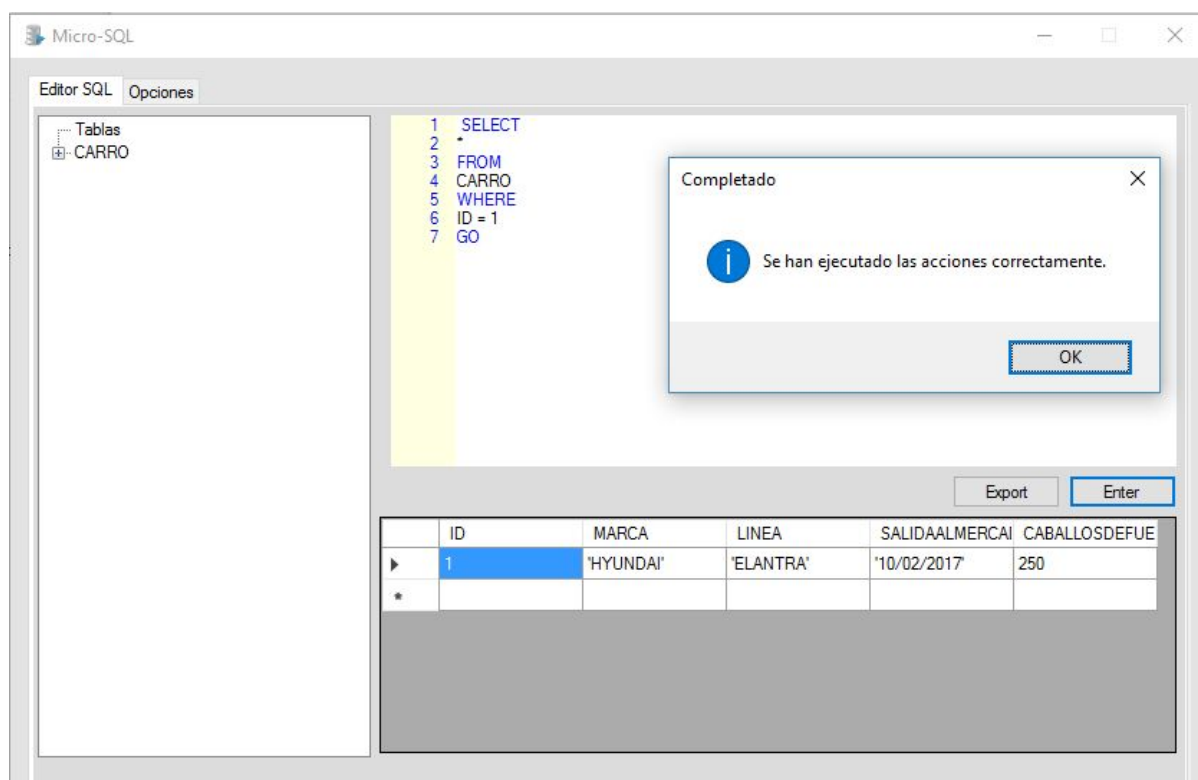 Micro-SQL
Editor SQL Opciones
Tablas
CARRO
1 SELECT
2 *
3 FROM
4 CARRO
5 WHERE
6 ID = 1
7 GO
Completado
Se han ejecutado las acciones correctamente.
OK
Export Enter
ID MARCA LINEA SALIDAALMERCAI CABALLOSDEFUE
1 'HYUNDAI' 'ELANTRA' '10/02/2017' 250
*